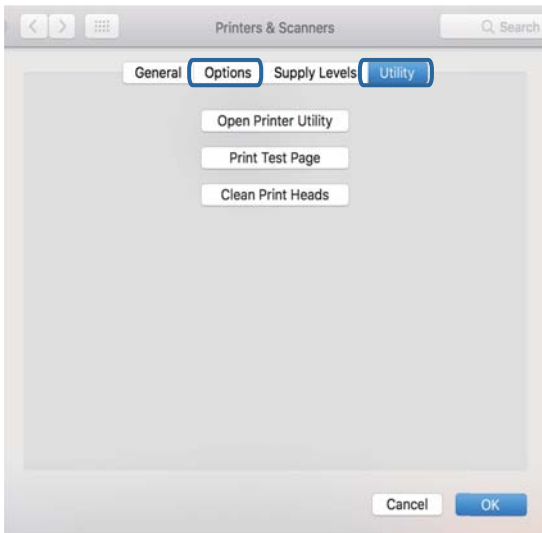 Printers & Scanners Search
General Options Supply Levels Utility
Open Printer Utility
Print Test Page
Clean Print Heads
Cancel OK